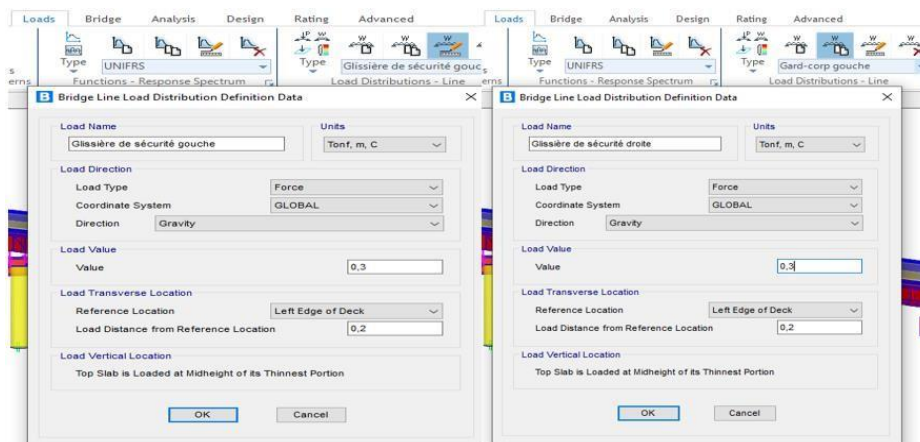 Loads Bridge Analysis Design Rating Advanced
Type UNIFRS Type Glissière de sécurité gouc
Functions - Response Spectrum Load Distributions - Line
Bridge Line Load Distribution Definition Data
Load Name
Glissière de sécurité gauche
Units
Tonf, m, C
Load Direction
Load Type Force
Coordinate System GLOBAL
Direction Gravity
Load Value
Value 0,3
Load Transverse Location
Reference Location Left Edge of Deck
Load Distance from Reference Location 0,2
Load Vertical Location
Top Slab is Loaded at Midheight of its Thinnest Portion
OK Cancel
Loads Bridge Analysis Design Rating Advanced
Type UNIFRS Type Gard-corp gouche
erns Functions - Response Spectrum Load Distributions - Line
Bridge Line Load Distribution Definition Data
Load Name
Glissière de sécurité droite
Units
Tonf, m, C
Load Direction
Load Type Force
Coordinate System GLOBAL
Direction Gravity
Load Value
Value 0,3
Load Transverse Location
Reference Location Left Edge of Deck
Load Distance from Reference Location 0,2
Load Vertical Location
Top Slab is Loaded at Midheight of its Thinnest Portion
OK Cancel